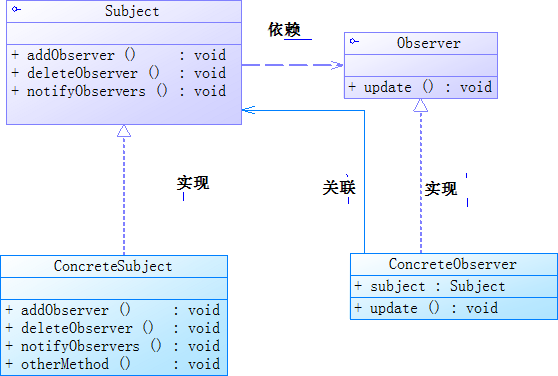 Subject
+ addObserver () : void
+ deleteObserver () : void
+ notifyObservers () : void
依赖
Observer
+ update () : void
实现
关联
实现
ConcreteSubject
+ addObserver () : void
+ deleteObserver () : void
+ notifyObservers () : void
+ otherMethod () : void
ConcreteObserver
+ subject : Subject
+ update () : void